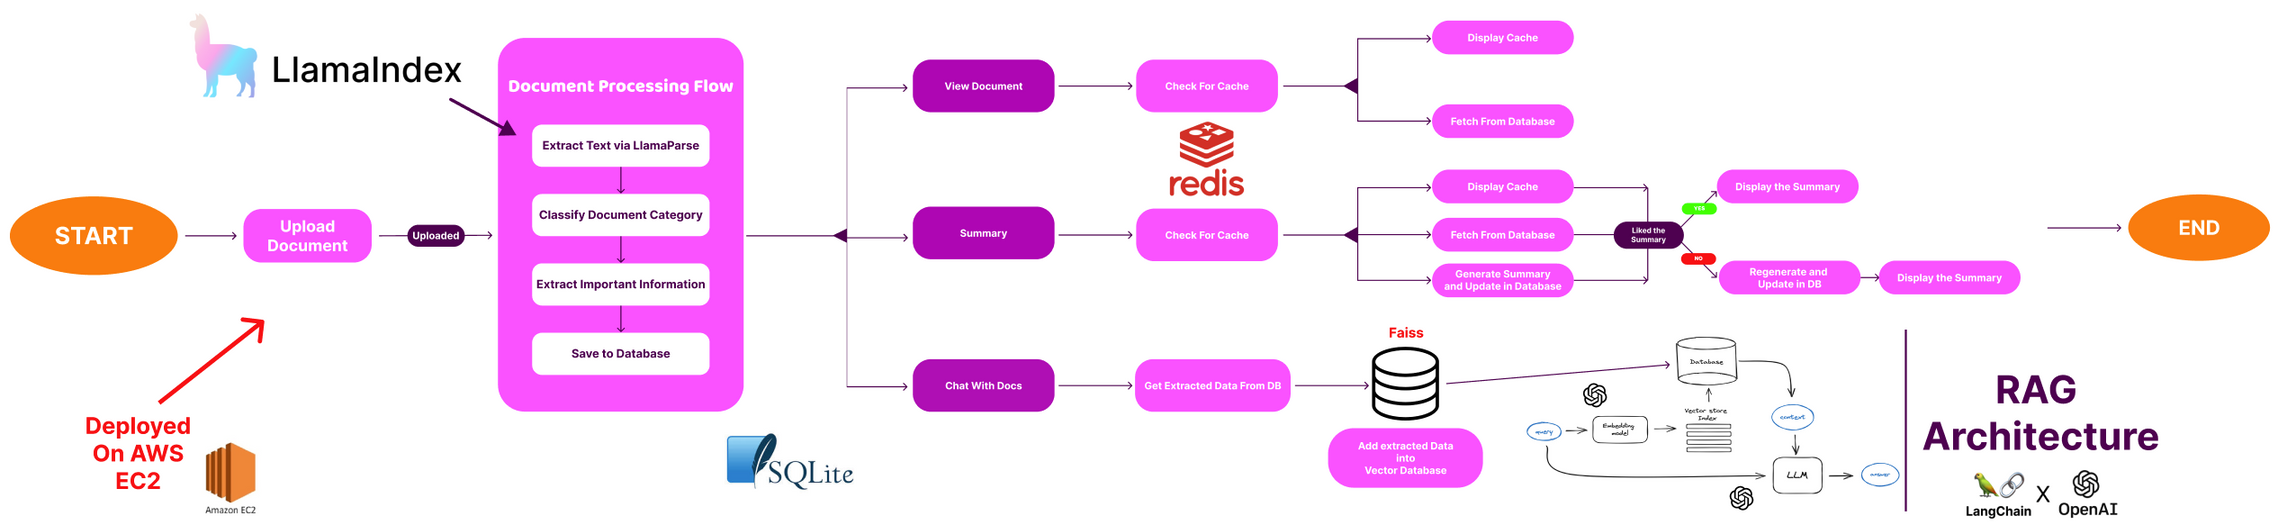 LlamaIndex
START
Upload
Document
Uploaded
Document Processing Flow
Extract Text via LlamaParse
Classify Document Category
Extract Important Information
Save to Database
View Document
Check For Cache
Display Cache
Fetch From Database
redis
Summary
Check For Cache
Display Cache
Fetch From Database
Generate Summary
and Update in Database
Liked the
Summary
YES
Display the Summary
NO
Regenerate and
Update in DB
Display the Summary
END
Chat With Docs
Get Extracted Data From DB
Faiss
Add extracted Data
into
Vector Database
Database
Vector store
Index
query
Embedding
model
context
LLM
answer
RAG
Architecture
LangChain
X
OpenAI
Deployed
On AWS
EC2
Amazon EC2
SQLite